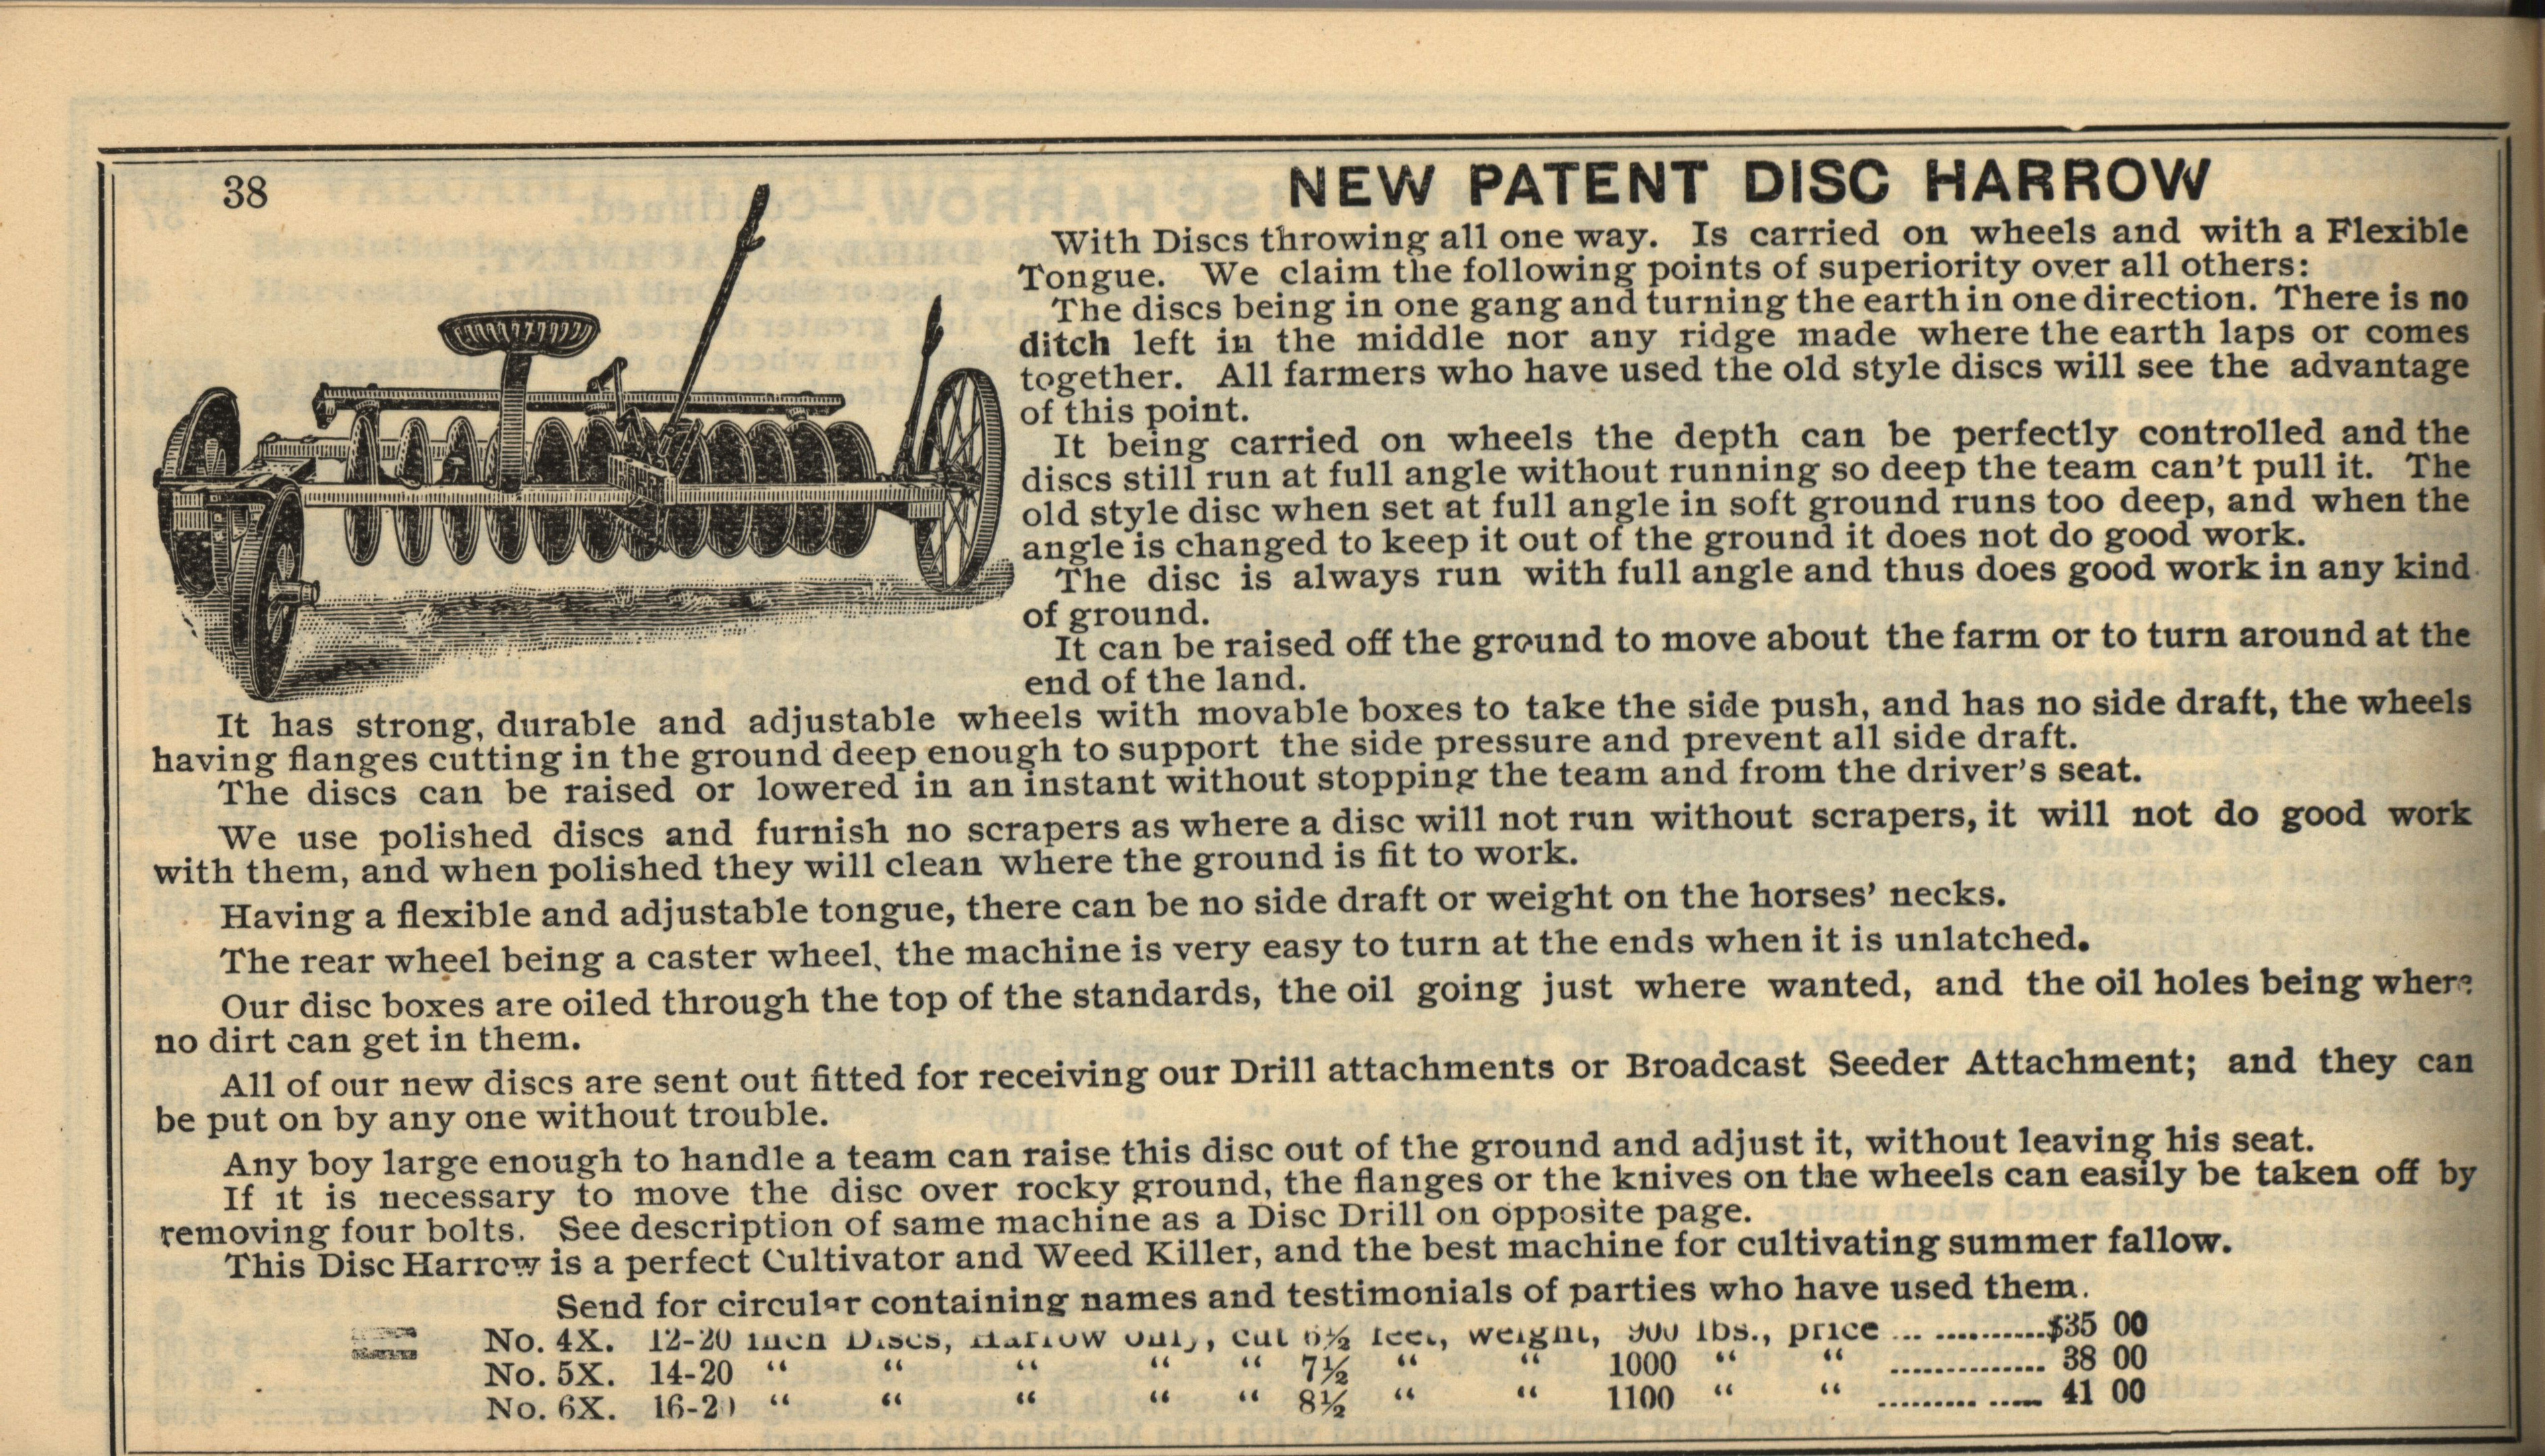 38
NEW PATENT DISC HARROW
With Discs throwing all one way. Is carried on wheels and with a Flexible
Tongue. We claim the following points of superiority over all others:
The discs being in one gang and turning the earth in one direction. There is no
ditch left in the middle nor any ridge made where the earth laps or comes
together. All farmers who have used the old style discs will see the advantage
of this point.
It being carried on wheels the depth can be perfectly controlled and the
discs still run at full angle without running so deep the team can't pull it. The
old style disc when set at full angle in soft ground runs too deep, and when the
angle is changed to keep it out of the ground it does not do good work.
The disc is always run with full angle and thus does good work in any kind
of ground.
It can be raised off the ground to move about the farm or to turn around at the
end of the land.
It has strong, durable and adjustable wheels with movable boxes to take the side push, and has no side draft, the wheels
having flanges cutting in the ground deep enough to support the side pressure and prevent all side draft.
The discs can be raised or lowered in an instant without stopping the team and from the driver's seat.
We use polished discs and furnish no scrapers as where a disc will not run without scrapers, it will not do good work
with them, and when polished they will clean where the ground is fit to work.
Having a flexible and adjustable tongue, there can be no side draft or weight on the horses' necks.
The rear wheel being a caster wheel, the machine is very easy to turn at the ends when it is unlatched.
Our disc boxes are oiled through the top of the standards, the oil going just where wanted, and the oil holes being where
no dirt can get in them.
All of our new discs are sent out fitted for receiving our Drill attachments or Broadcast Seeder Attachment; and they can
be put on by any one without trouble.
Any boy large enough to handle a team can raise this disc out of the ground and adjust it, without leaving his seat.
If it is necessary to move the disc over rocky ground, the flanges or the knives on the wheels can easily be taken off by
removing four bolts. See description of same machine as a Disc Drill on opposite page.
This Disc Harrow is a perfect Cultivator and Weed Killer, and the best machine for cultivating summer fallow.
Send for circular containing names and testimonials of parties who have used them.
No. 4X. 12-20 inch Discs, Harrow only, cut 6½ feet, weight, 900 lbs., price ... ...........$35 00
No. 5X. 14-20 " " " " " 7½ " " 1000 " " .............. 38 00
No. 6X. 16-20 " " " " " 8½ " " 1100 " " ......... ..... 41 00